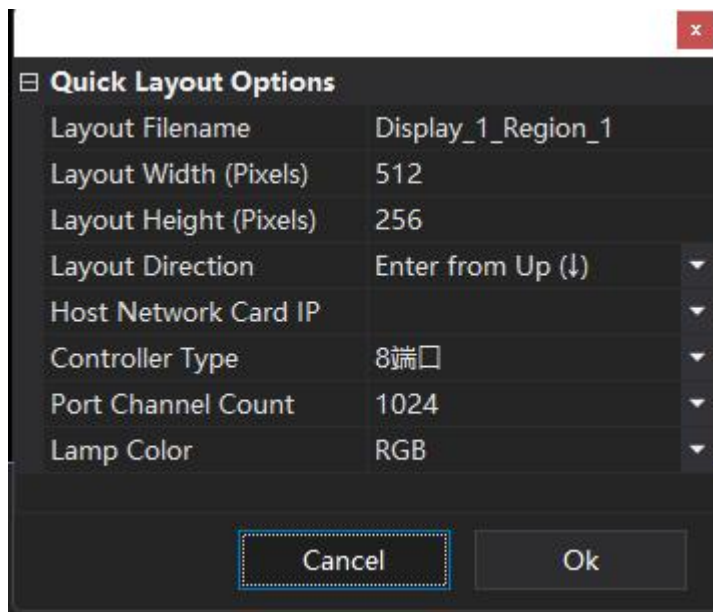 x
Quick Layout Options
Layout Filename Display_1_Region_1
Layout Width (Pixels) 512
Layout Height (Pixels) 256
Layout Direction Enter from Up (↓)
Host Network Card IP
Controller Type 8端口
Port Channel Count 1024
Lamp Color RGB
Cancel Ok